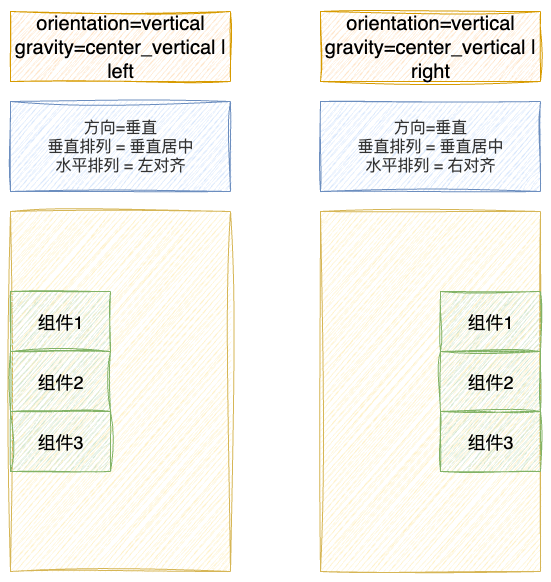 orientation=vertical
gravity=center_vertical |
left
方向=垂直
垂直排列 = 垂直居中
水平排列 = 左对齐
组件1
组件2
组件3
orientation=vertical
gravity=center_vertical |
right
方向=垂直
垂直排列 = 垂直居中
水平排列 = 右对齐
组件1
组件2
组件3